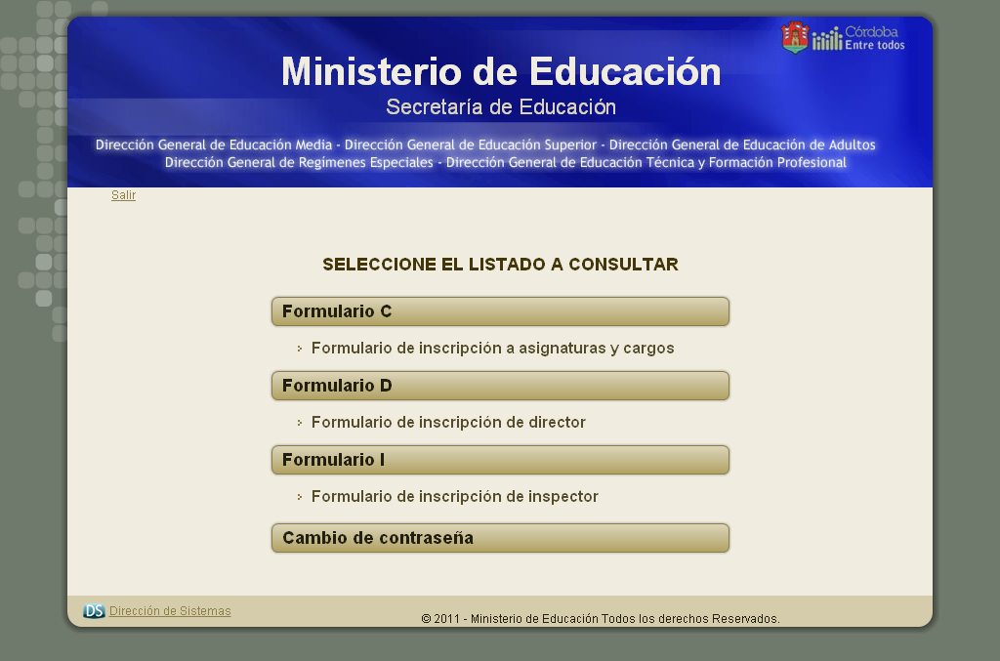 Córdoba
Entre todos
Ministerio de Educación
Secretaría de Educación
Dirección General de Educación Media - Dirección General de Educación Superior - Dirección General de Educación de Adultos
Dirección General de Regímenes Especiales - Dirección General de Educación Técnica y Formación Profesional
Salir
SELECCIONE EL LISTADO A CONSULTAR
Formulario C
Formulario de inscripción a asignaturas y cargos
Formulario D
Formulario de inscripción de director
Formulario I
Formulario de inscripción de inspector
Cambio de contraseña
DS Dirección de Sistemas
© 2011 - Ministerio de Educación Todos los derechos Reservados.